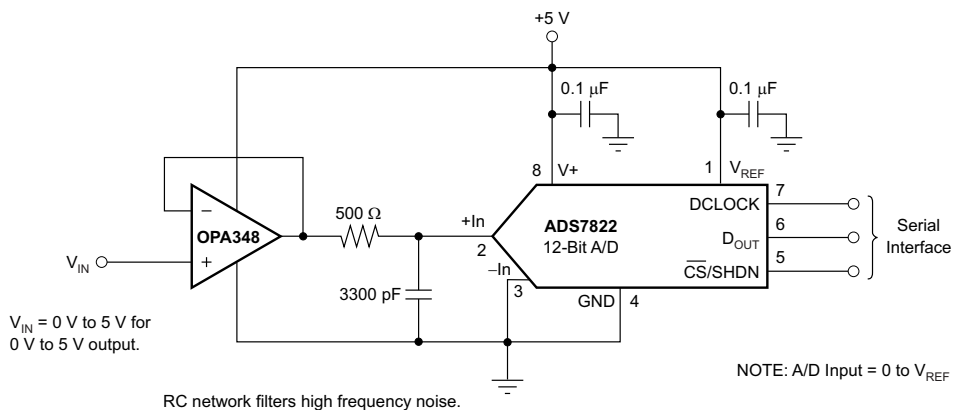 +5 V
0.1 μF
0.1 μF
8
V+
1
VREF
−
OPA348
+
VIN
500 Ω
3300 pF
+In
2
−In
3
ADS7822
12-Bit A/D
GND
4
DCLOCK
7
DOUT
6
CS/SHDN
5
Serial
Interface
VIN = 0 V to 5 V for
0 V to 5 V output.
NOTE: A/D Input = 0 to VREF
RC network filters high frequency noise.